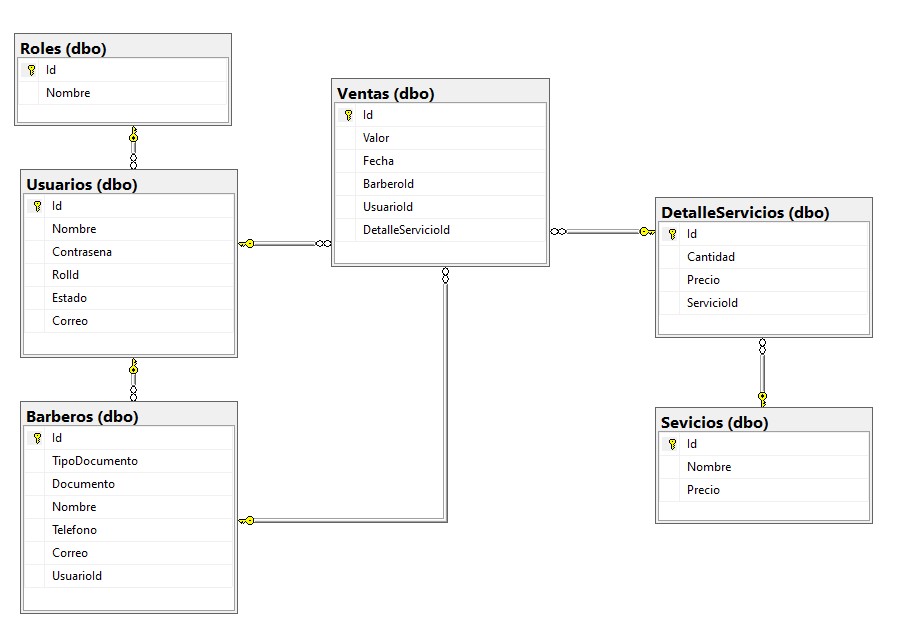 Roles (dbo)
Id
Nombre
Usuarios (dbo)
Id
Nombre
Contrasena
RolId
Estado
Correo
Barberos (dbo)
Id
TipoDocumento
Documento
Nombre
Telefono
Correo
UsuarioId
Ventas (dbo)
Id
Valor
Fecha
BarberoId
UsuarioId
DetalleServicioId
DetalleServicios (dbo)
Id
Cantidad
Precio
ServicioId
Sevicios (dbo)
Id
Nombre
Precio